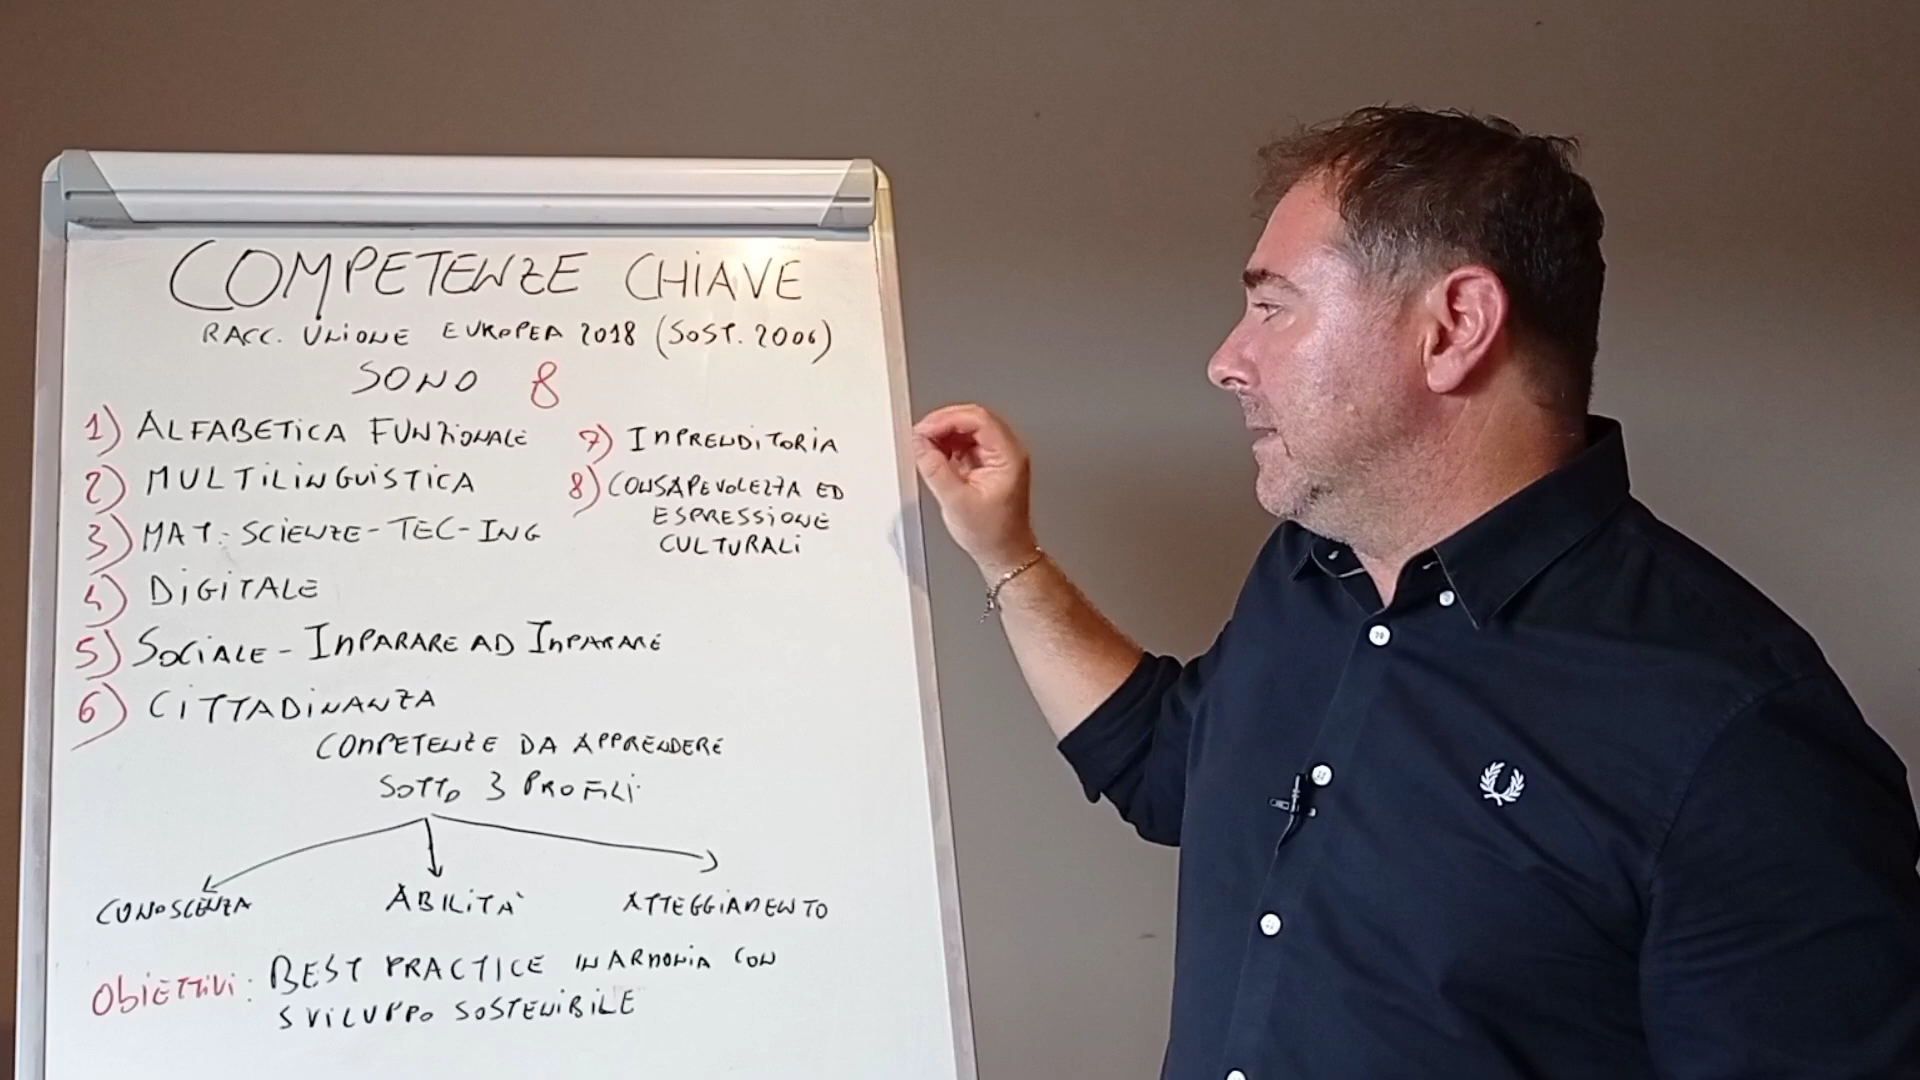 COMPETENZE CHIAVE
RACC. UNIONE EUROPEA 2018 (SOST. 2006)
SONO 8
1) ALFABETICA FUNZIONALE
2) MULTILINGUISTICA
3) MAT.-SCIENZE-TEC-ING
4) DIGITALE
5) SOCIALE - IMPARARE AD IMPARARE
6) CITTADINANZA
7) IMPRENDITORIA
8) CONSAPEVOLEZZA ED
ESPRESSIONE
CULTURALI
COMPETENZE DA APPRENDERE
SOTTO 3 PROFILI
CONOSCENZA ABILITÀ ATTEGGIAMENTO
OBIETTIVI: BEST PRACTICE IN ARMONIA CON
SVILUPPO SOSTENIBILE